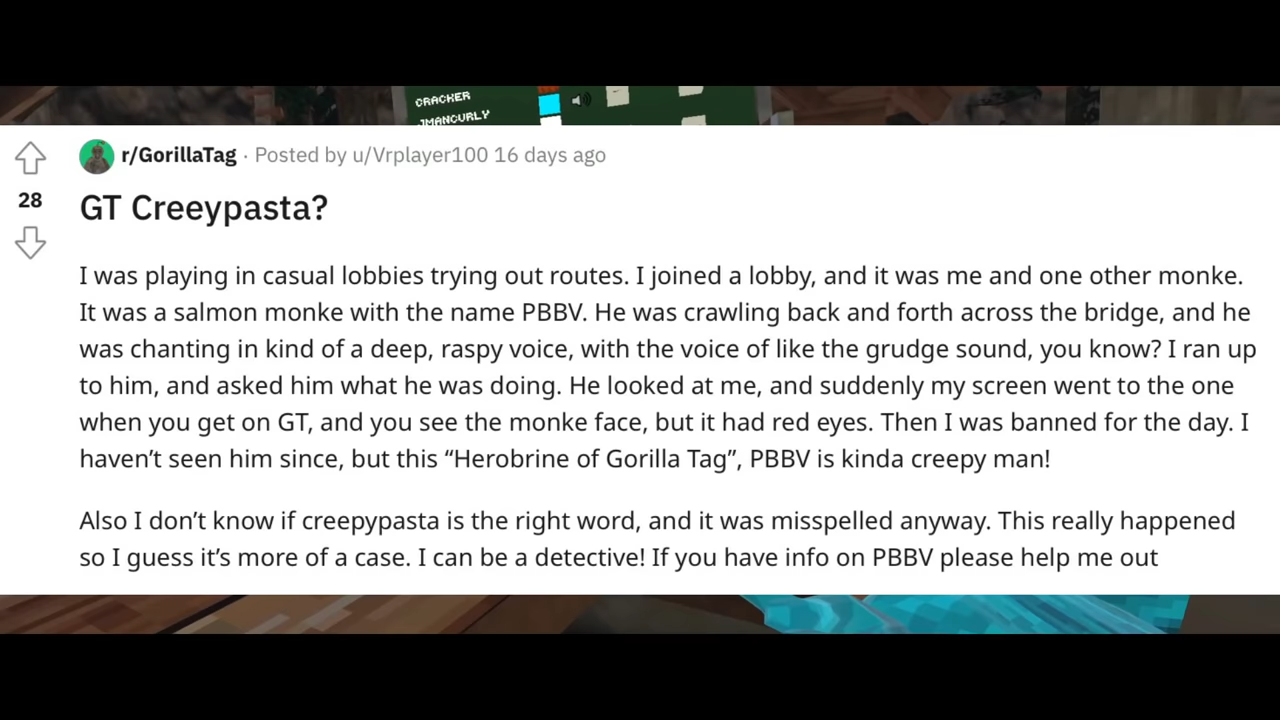 CRACKER
JMANCURLY
r/GorillaTag · Posted by u/Vrplayer100 16 days ago
28
GT Creeypasta?
I was playing in casual lobbies trying out routes. I joined a lobby, and it was me and one other monke.
It was a salmon monke with the name PBBV. He was crawling back and forth across the bridge, and he
was chanting in kind of a deep, raspy voice, with the voice of like the grudge sound, you know? I ran up
to him, and asked him what he was doing. He looked at me, and suddenly my screen went to the one
when you get on GT, and you see the monke face, but it had red eyes. Then I was banned for the day. I
haven’t seen him since, but this “Herobrine of Gorilla Tag”, PBBV is kinda creepy man!
Also I don’t know if creepypasta is the right word, and it was misspelled anyway. This really happened
so I guess it’s more of a case. I can be a detective! If you have info on PBBV please help me out